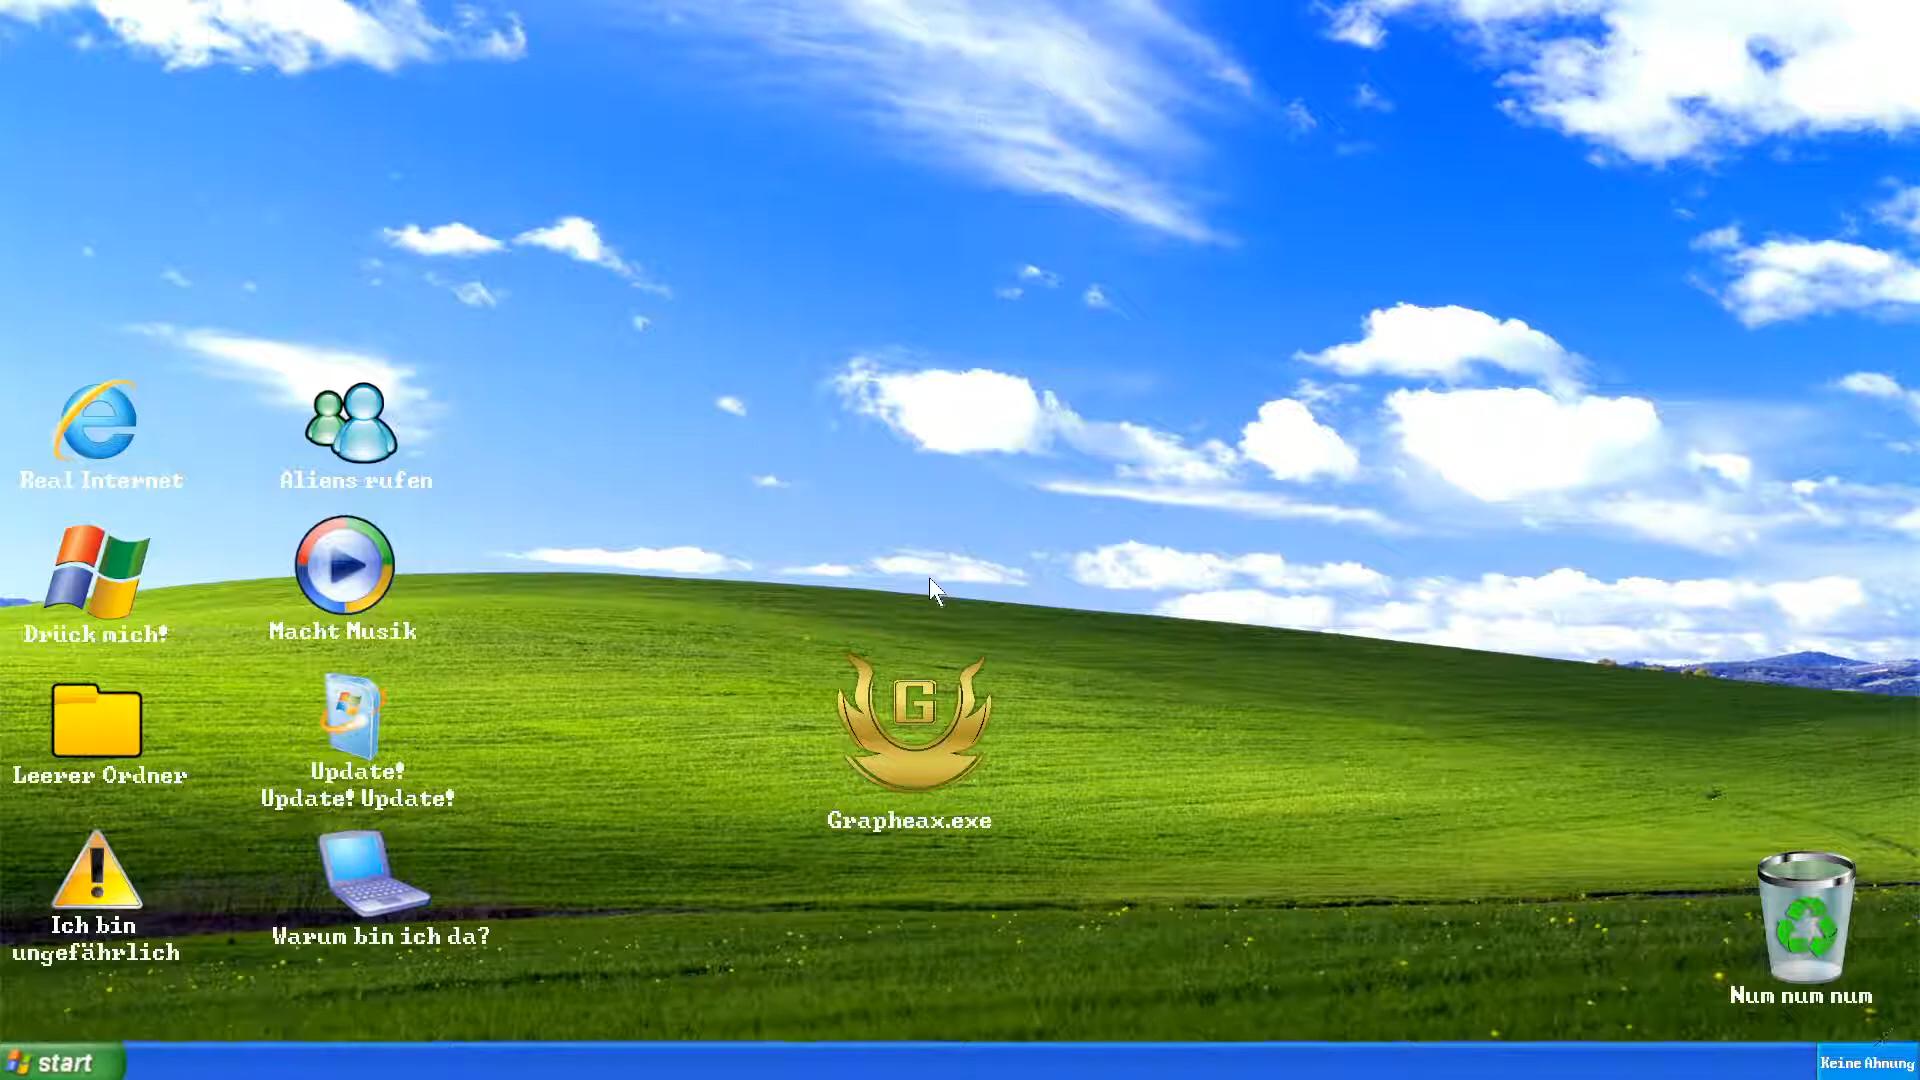 Real Internet
Aliens rufen
Drück mich!
Macht Musik
Leerer Ordner
Update!
Update! Update!
G
Grapheax.exe
Ich bin
ungefährlich
Warum bin ich da?
Num num num
start
Keine Ahnung